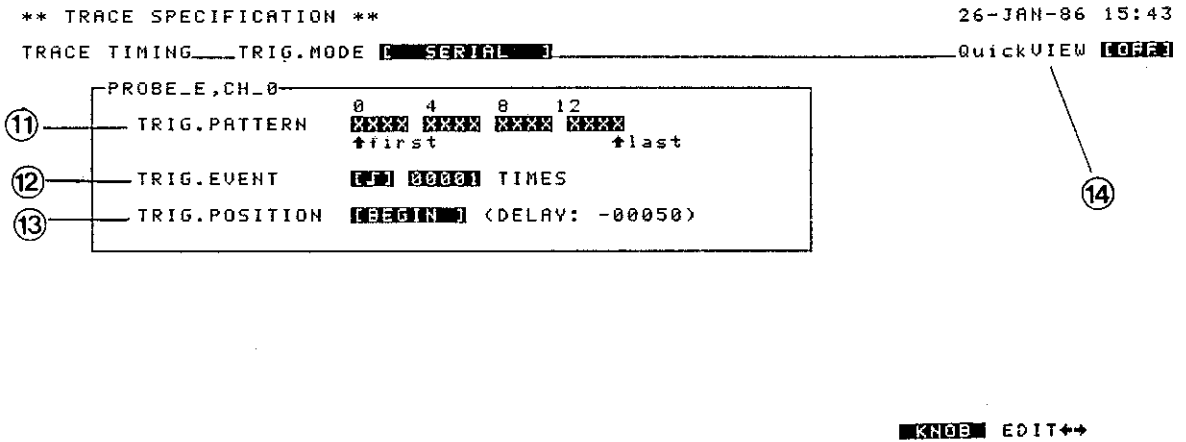 ** TRACE SPECIFICATION ** 26-JAN-86 15:43
TRACE TIMING___TRIG.MODE [ SERIAL ] QuickVIEW [OFF]
PROBE_E,CH_0
0 4 8 12
⑪ TRIG.PATTERN XXXX XXXX XXXX XXXX
↑first ↑last
⑫ TRIG.EVENT [⎍] 00001 TIMES
⑭
⑬ TRIG.POSITION [BEGIN ] (DELAY: -00050)
KNOB EDIT←→